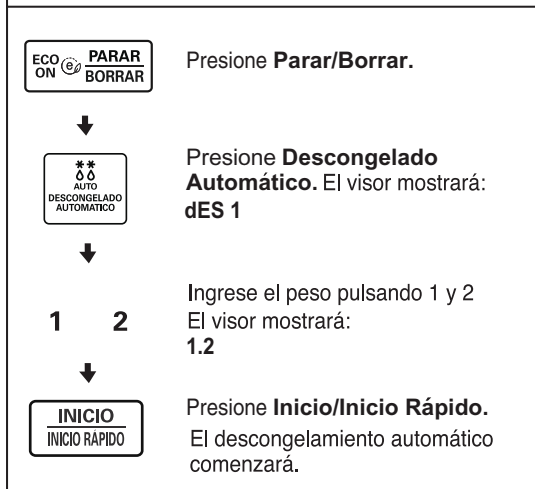 ECO PARAR
ON e BORRAR
Presione Parar/Borrar.
AUTO
DESCONGELADO
AUTOMATICO
Presione Descongelado
Automático. El visor mostrará:
dES 1
1 2
Ingrese el peso pulsando 1 y 2
El visor mostrará:
1.2
INICIO
INICIO RÁPIDO
Presione Inicio/Inicio Rápido.
El descongelamiento automático
comenzará.